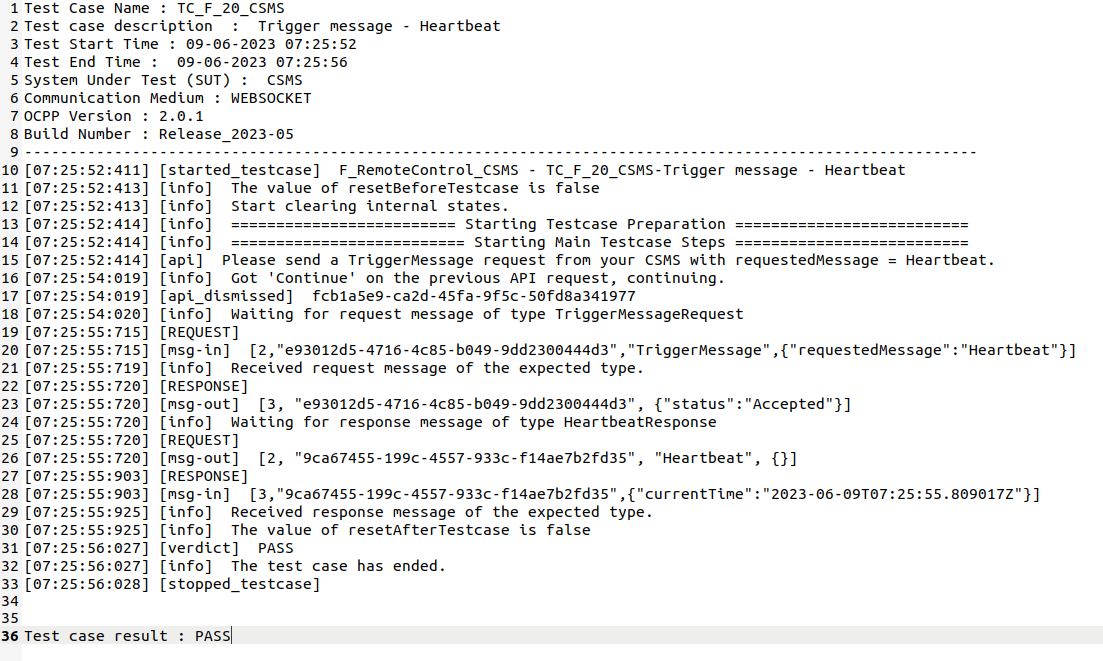 1 Test Case Name : TC_F_20_CSMS
2 Test case description  :  Trigger message - Heartbeat
3 Test Start Time : 09-06-2023 07:25:52
4 Test End Time :  09-06-2023 07:25:56
5 System Under Test (SUT) :  CSMS
6 Communication Medium : WEBSOCKET
7 OCPP Version : 2.0.1
8 Build Number : Release_2023-05
9 ----------------------------------------------------------------------------------------------------------
10 [07:25:52:411] [started_testcase]  F_RemoteControl_CSMS - TC_F_20_CSMS-Trigger message - Heartbeat
11 [07:25:52:413] [info]  The value of resetBeforeTestcase is false
12 [07:25:52:413] [info]  Start clearing internal states.
13 [07:25:52:414] [info]  ========================= Starting Testcase Preparation ==========================
14 [07:25:52:414] [info]  ========================== Starting Main Testcase Steps ==========================
15 [07:25:52:414] [api]  Please send a TriggerMessage request from your CSMS with requestedMessage = Heartbeat.
16 [07:25:54:019] [info]  Got 'Continue' on the previous API request, continuing.
17 [07:25:54:019] [api_dismissed]  fcb1a5e9-ca2d-45fa-9f5c-50fd8a341977
18 [07:25:54:020] [info]  Waiting for request message of type TriggerMessageRequest
19 [07:25:55:715] [REQUEST]
20 [07:25:55:715] [msg-in]  [2,"e93012d5-4716-4c85-b049-9dd2300444d3","TriggerMessage",{"requestedMessage":"Heartbeat"}]
21 [07:25:55:719] [info]  Received request message of the expected type.
22 [07:25:55:720] [RESPONSE]
23 [07:25:55:720] [msg-out]  [3, "e93012d5-4716-4c85-b049-9dd2300444d3", {"status":"Accepted"}]
24 [07:25:55:720] [info]  Waiting for response message of type HeartbeatResponse
25 [07:25:55:720] [REQUEST]
26 [07:25:55:720] [msg-out]  [2, "9ca67455-199c-4557-933c-f14ae7b2fd35", "Heartbeat", {}]
27 [07:25:55:903] [RESPONSE]
28 [07:25:55:903] [msg-in]  [3,"9ca67455-199c-4557-933c-f14ae7b2fd35",{"currentTime":"2023-06-09T07:25:55.809017Z"}]
29 [07:25:55:925] [info]  Received response message of the expected type.
30 [07:25:55:925] [info]  The value of resetAfterTestcase is false
31 [07:25:56:027] [verdict]  PASS
32 [07:25:56:027] [info]  The test case has ended.
33 [07:25:56:028] [stopped_testcase]
34
35
36 Test case result : PASS